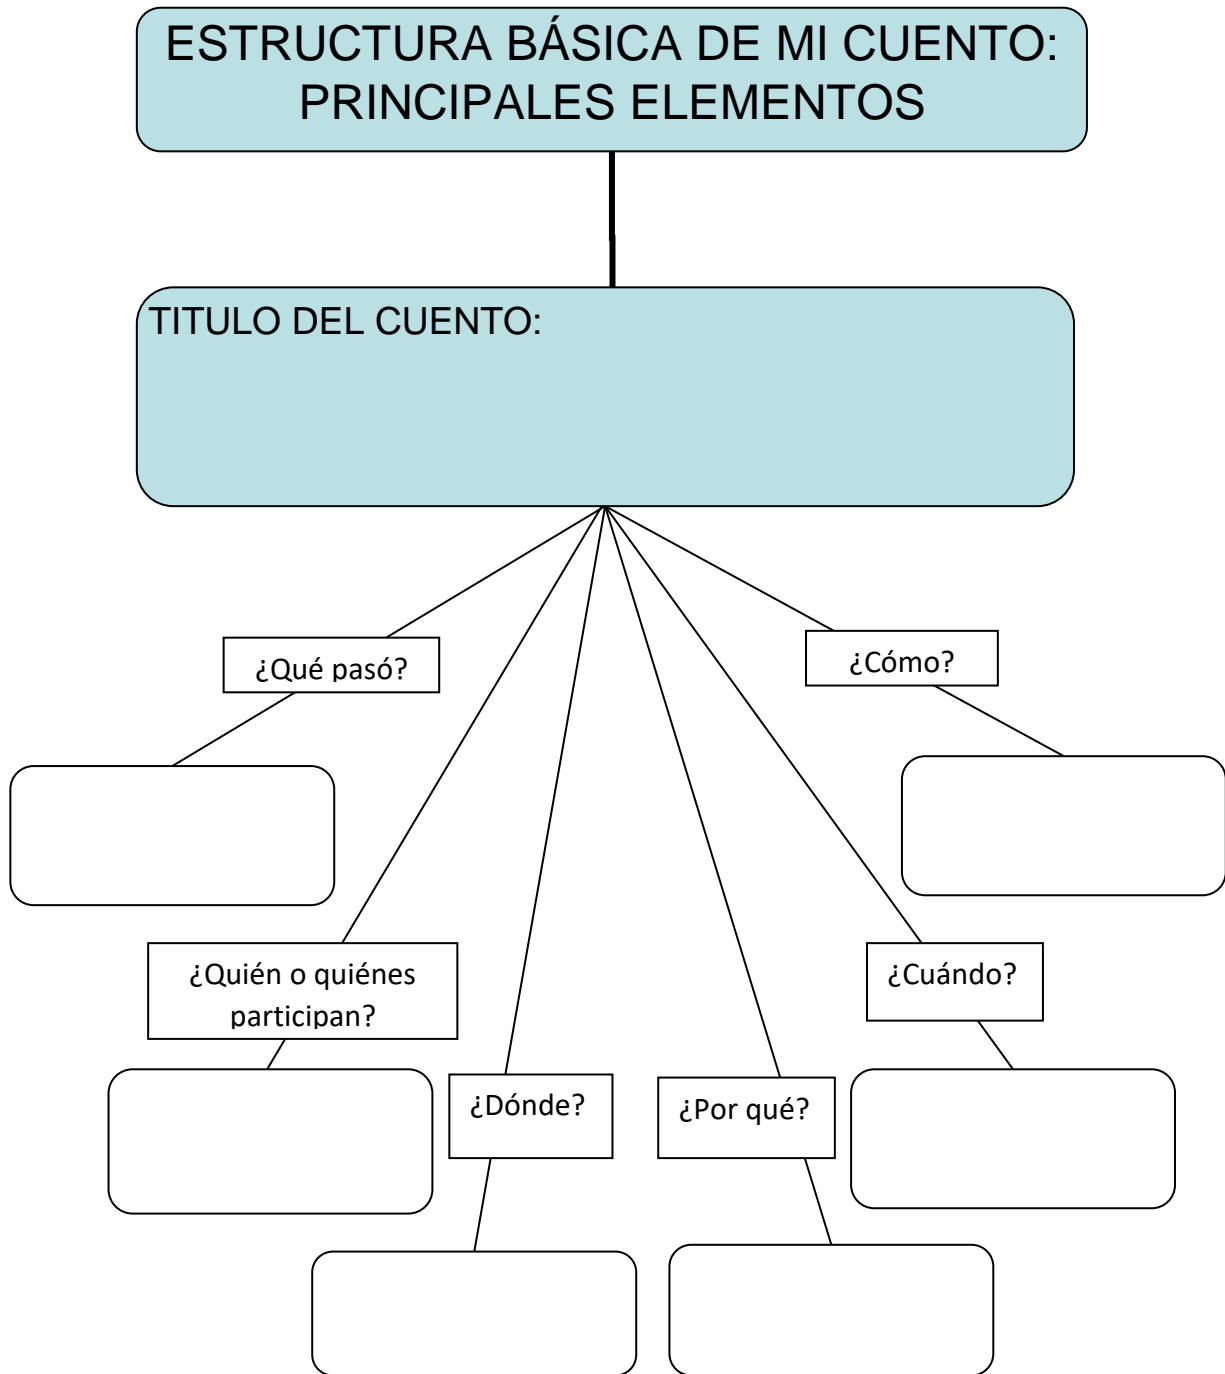 ESTRUCTURA BÁSICA DE MI CUENTO:
PRINCIPALES ELEMENTOS
TITULO DEL CUENTO:
¿Qué pasó?
¿Cómo?
¿Quién o quiénes
participan?
¿Cuándo?
¿Dónde?
¿Por qué?